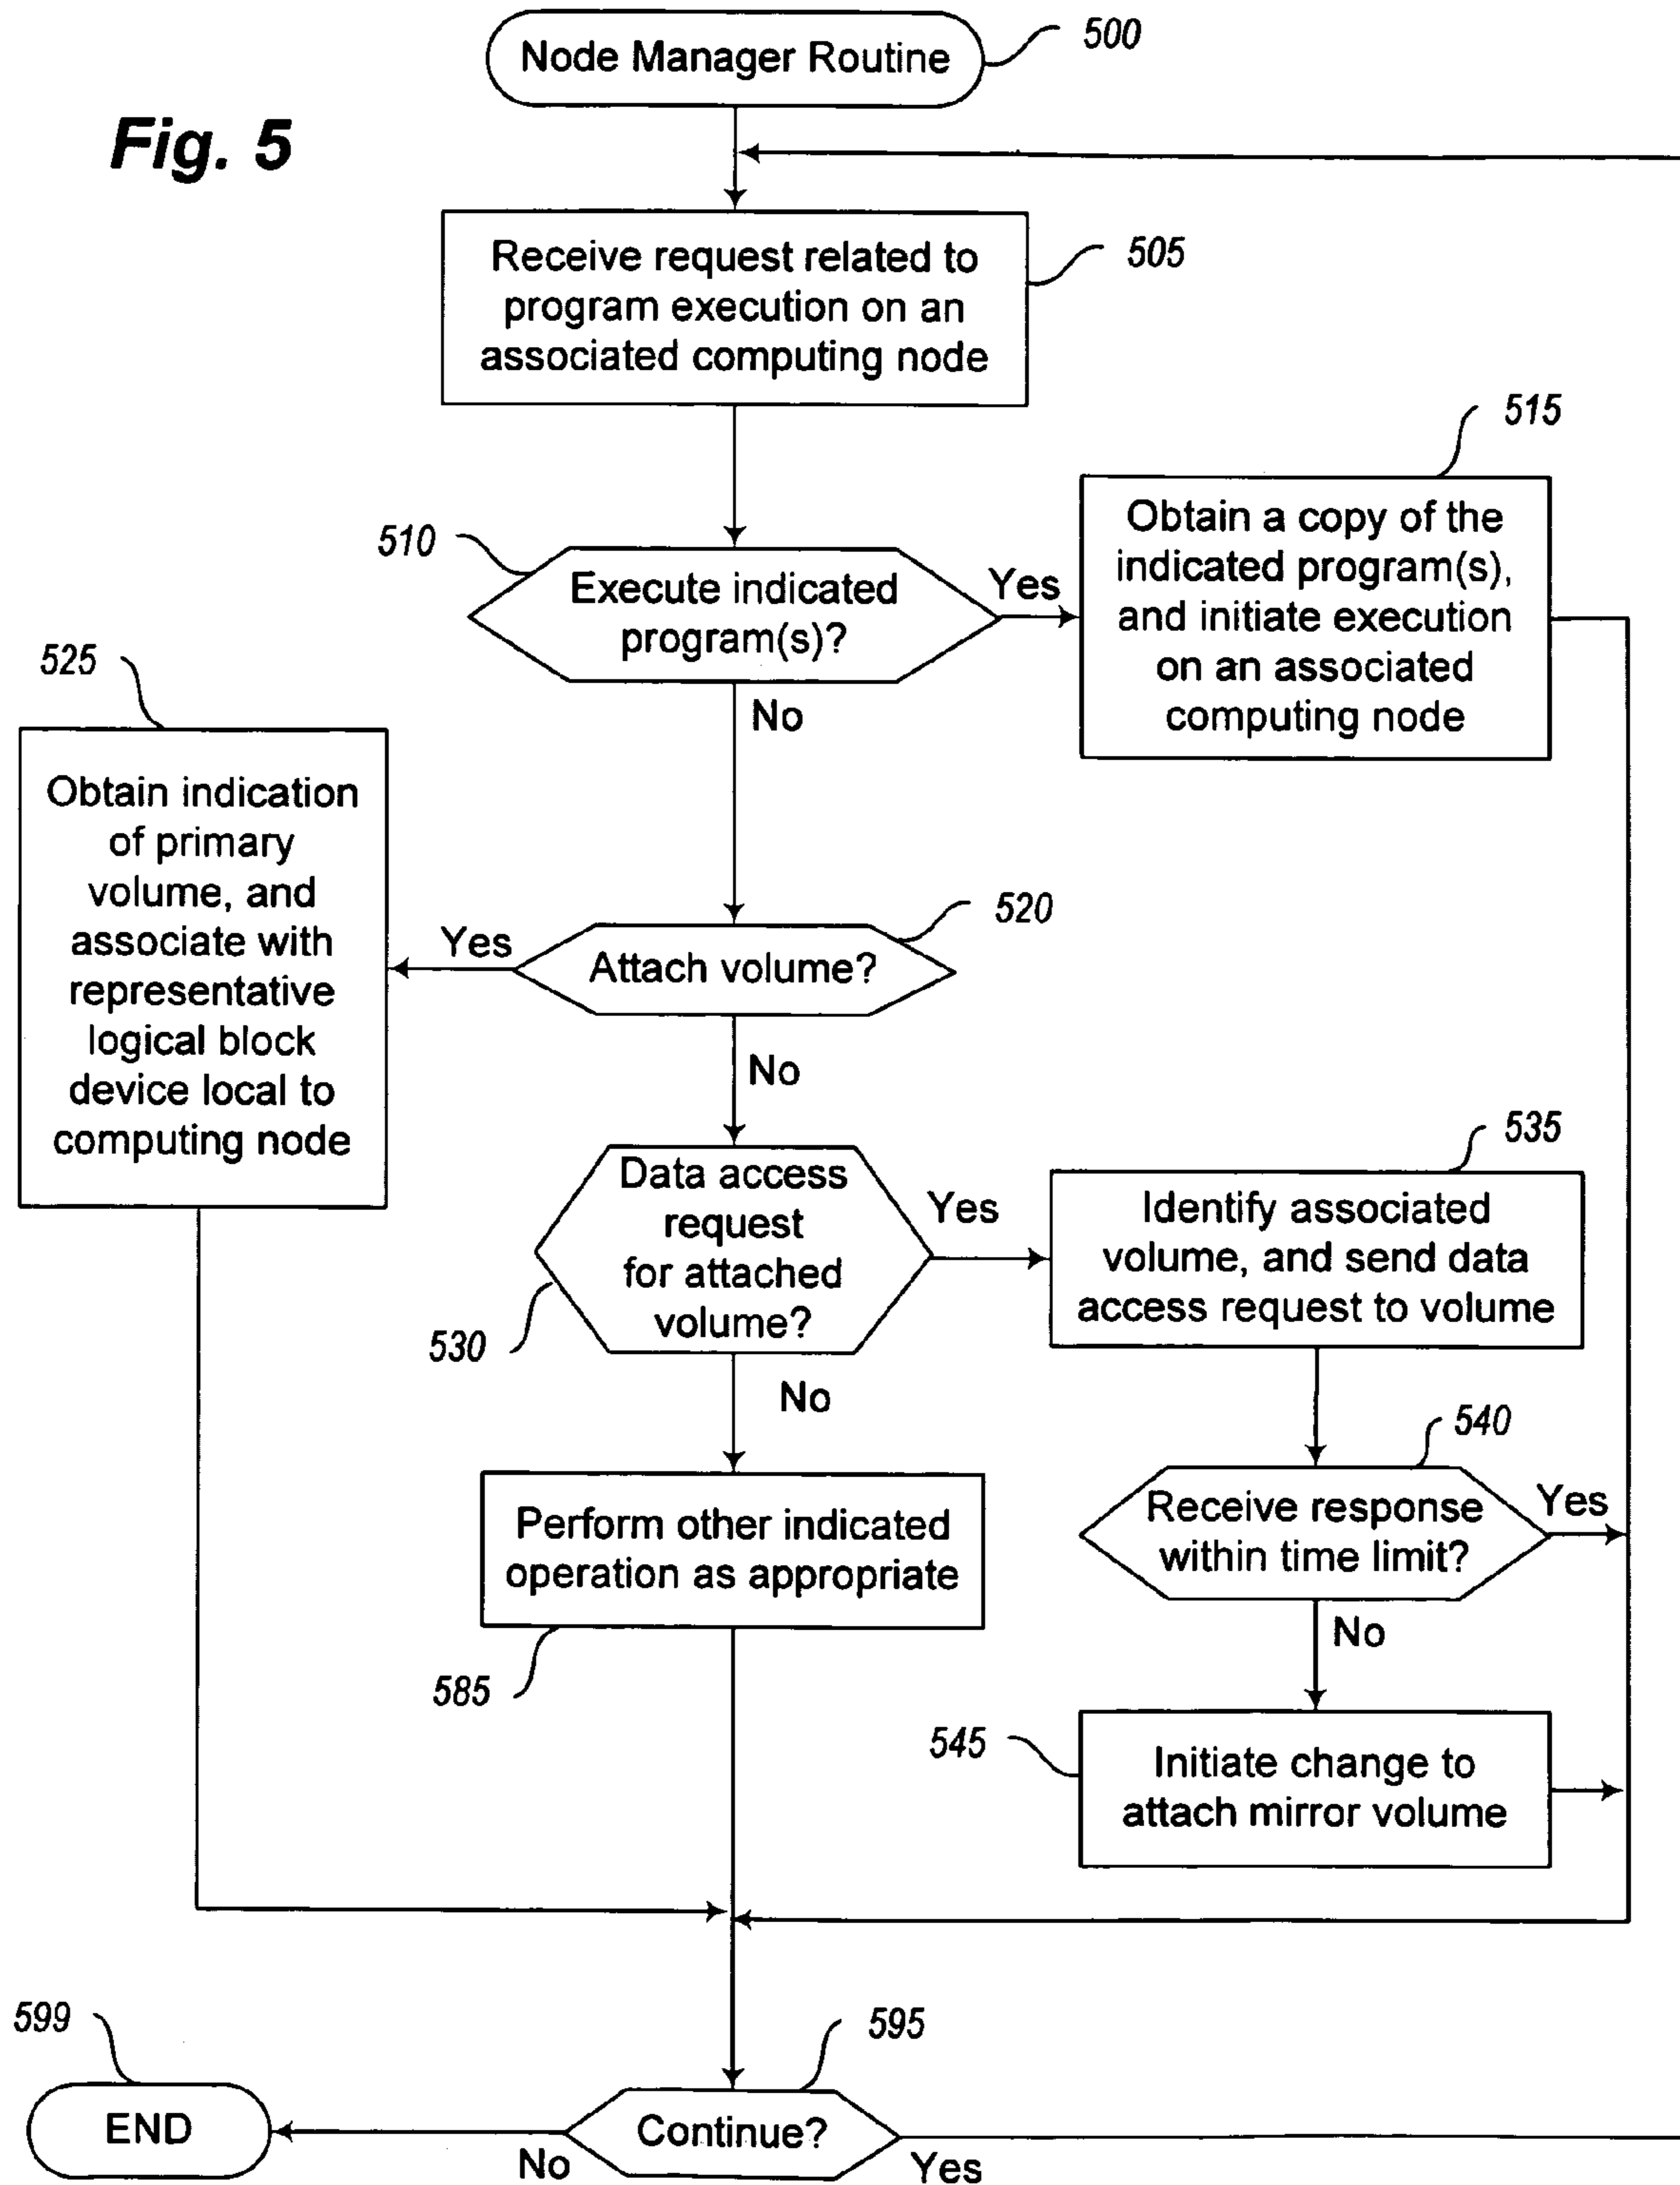 Fig. 5
Node Manager Routine
500
Receive request related to
program execution on an
associated computing node
505
510
Execute indicated
program(s)?
Yes
No
515
Obtain a copy of the
indicated program(s),
and initiate execution
on an associated
computing node
520
Attach volume?
Yes
No
525
Obtain indication
of primary
volume, and
associate with
representative
logical block
device local to
computing node
530
Data access
request
for attached
volume?
Yes
No
535
Identify associated
volume, and send data
access request to volume
540
Receive response
within time limit?
Yes
No
545
Initiate change to
attach mirror volume
Perform other indicated
operation as appropriate
585
595
Continue?
No
Yes
599
END